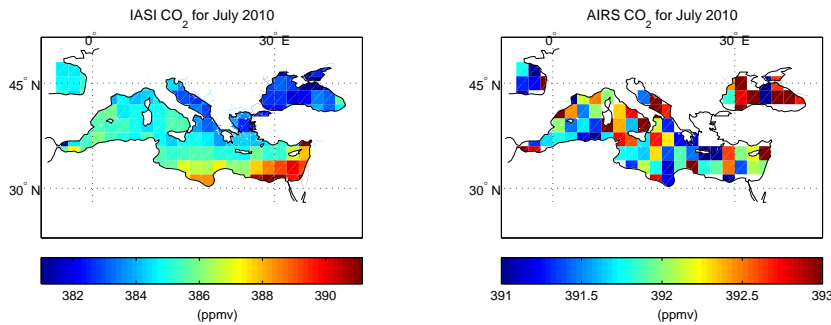 IASI CO2 for July 2010
0° 30° E
45° N
30° N
382 384 386 388 390
(ppmv)
AIRS CO2 for July 2010
0° 30° E
45° N
30° N
391 391.5 392 392.5 393
(ppmv)